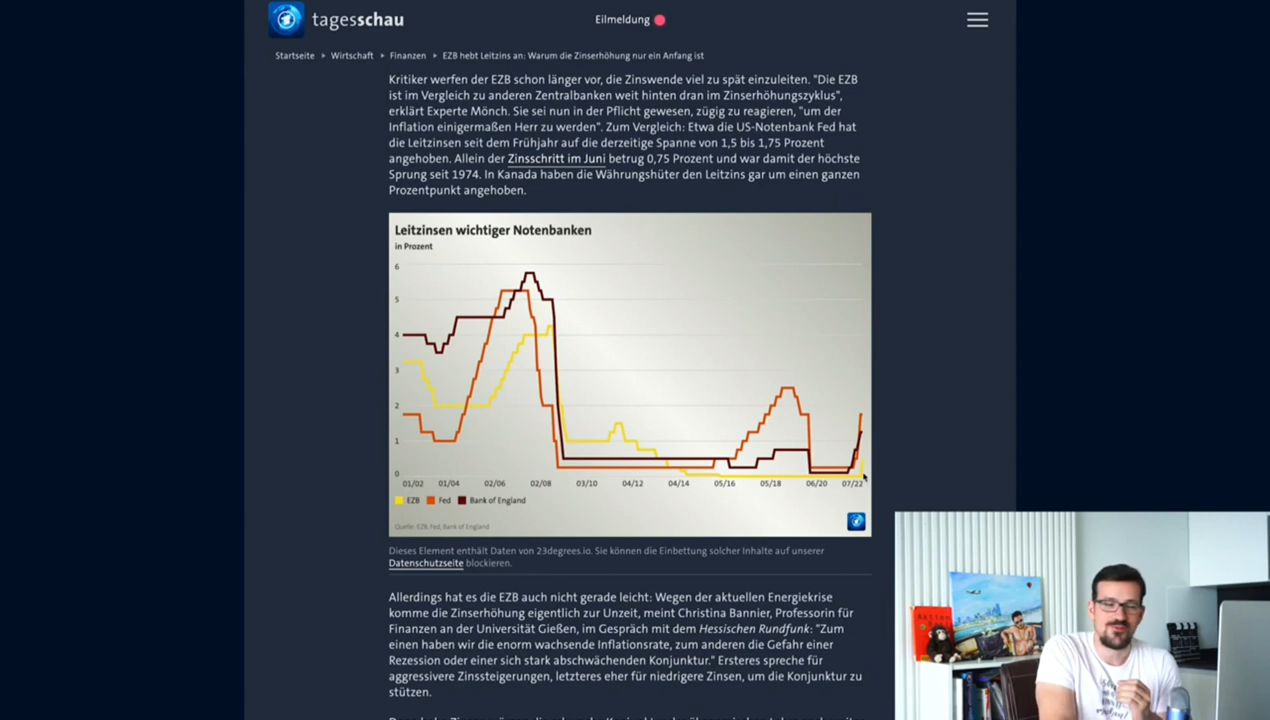 tagesschau
Eilmeldung
Startseite ▸ Wirtschaft ▸ Finanzen ▸ EZB hebt Leitzins an: Warum die Zinserhöhung nur ein Anfang ist
Kritiker werfen der EZB schon länger vor, die Zinswende viel zu spät einzuleiten. "Die EZB
ist im Vergleich zu anderen Zentralbanken weit hinten dran im Zinserhöhungszyklus",
erklärt Experte Mönch. Sie sei nun in der Pflicht gewesen, zügig zu reagieren, "um der
Inflation einigermaßen Herr zu werden". Zum Vergleich: Etwa die US-Notenbank Fed hat
die Leitzinsen seit dem Frühjahr auf die derzeitige Spanne von 1,5 bis 1,75 Prozent
angehoben. Allein der Zinsschritt im Juni betrug 0,75 Prozent und war damit der höchste
Sprung seit 1974. In Kanada haben die Währungshüter den Leitzins gar um einen ganzen
Prozentpunkt angehoben.
Leitzinsen wichtiger Notenbanken
in Prozent
6
5
4
3
2
1
0
01/02 01/04 02/06 02/08 03/10 04/12 04/14 05/16 05/18 06/20 07/22
EZB Fed Bank of England
Quelle: EZB, Fed, Bank of England
Dieses Element enthält Daten von 23degrees.io. Sie können die Einbettung solcher Inhalte auf unserer
Datenschutzseite blockieren.
Allerdings hat es die EZB auch nicht gerade leicht: Wegen der aktuellen Energiekrise
komme die Zinserhöhung eigentlich zur Unzeit, meint Christina Bannier, Professorin für
Finanzen an der Universität Gießen, im Gespräch mit dem Hessischen Rundfunk: "Zum
einen haben wir die enorm wachsende Inflationsrate, zum anderen die Gefahr einer
Rezession oder einer sich stark abschwächenden Konjunktur." Ersteres spreche für
aggressivere Zinssteigerungen, letzteres eher für niedrigere Zinsen, um die Konjunktur zu
stützen.